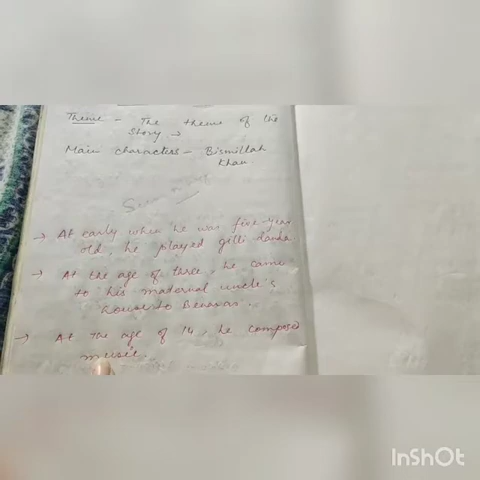 Theme - The theme of the
story →
Main characters - Bismillah
Khan
Summary
→ At early when he was five year
old, he played gilli danda.
→ At the age of three, he came
to his maternal uncle's
house to Benaras.
→ At the age of 14, he composed
music.
InShOt